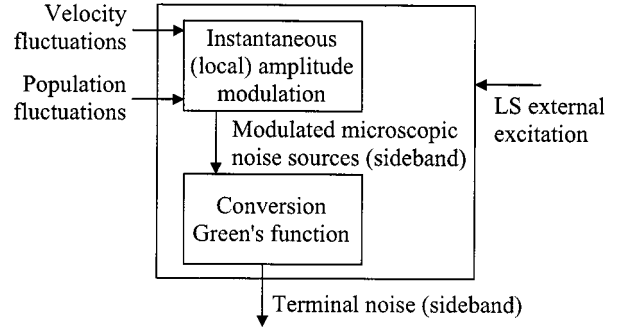 Velocity
fluctuations
Population
fluctuations
Instantaneous
(local) amplitude
modulation
LS external
excitation
Modulated microscopic
noise sources (sideband)
Conversion
Green's function
Terminal noise (sideband)